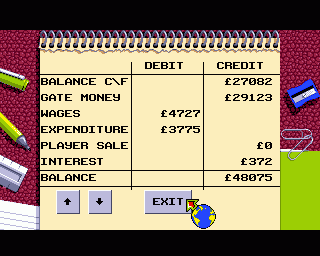 DEBIT CREDIT
BALANCE C\F £27082
GATE MONEY £29123
WAGES £4727
EXPENDITURE £3775
PLAYER SALE £0
INTEREST £372
BALANCE £48075
EXIT